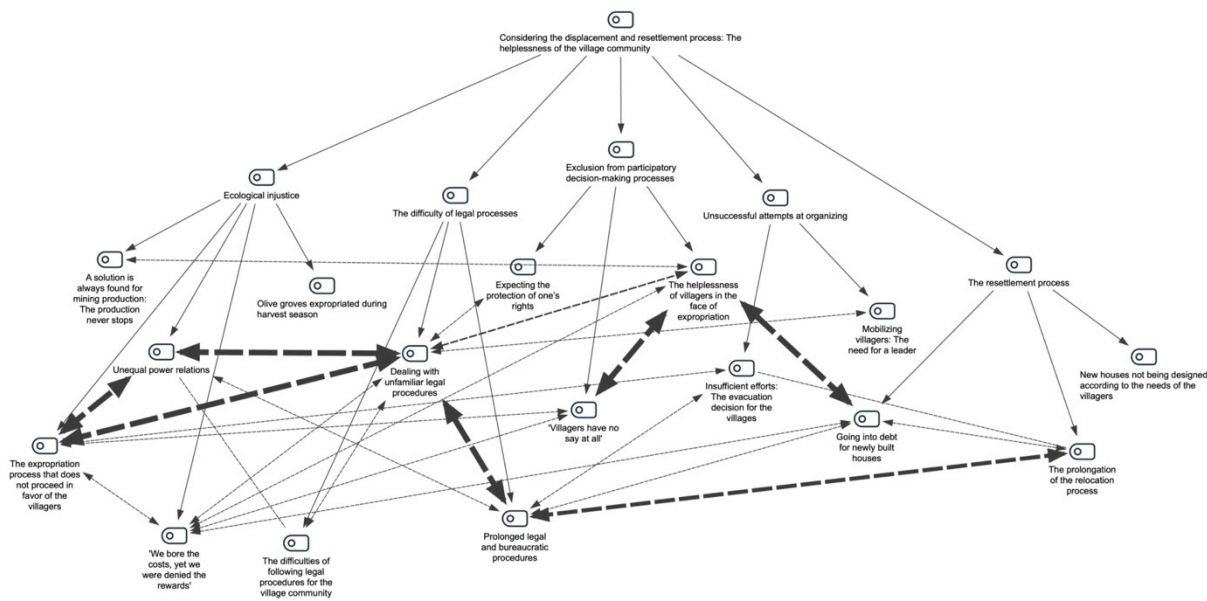 Considering the displacement and resettlement process: The
helplessness of the village community
Exclusion from participatory
decision-making processes
Ecological injustice
The difficulty of legal processes
Unsuccessful attempts at organizing
The resettlement process
A solution is
always found for
mining production:
The production
never stops
Olive groves expropriated during
harvest season
Expecting the
protection of one's
rights
The helplessness
of villagers in the
face of
expropriation
Mobilizing
villagers: The
need for a leader
Unequal power relations
Dealing with
unfamiliar legal
procedures
Insufficient efforts:
The evacuation
decision for the
villages
New houses not being designed
according to the needs of the
villagers
'Villagers have no
say at all'
Going into debt
for newly built
houses
The expropriation
process that does
not proceed in
favor of the
villagers
The prolongation
of the relocation
process
'We bore the
costs, yet we
were denied the
rewards'
The difficulties of
following legal
procedures for the
village community
Prolonged legal
and bureaucratic
procedures